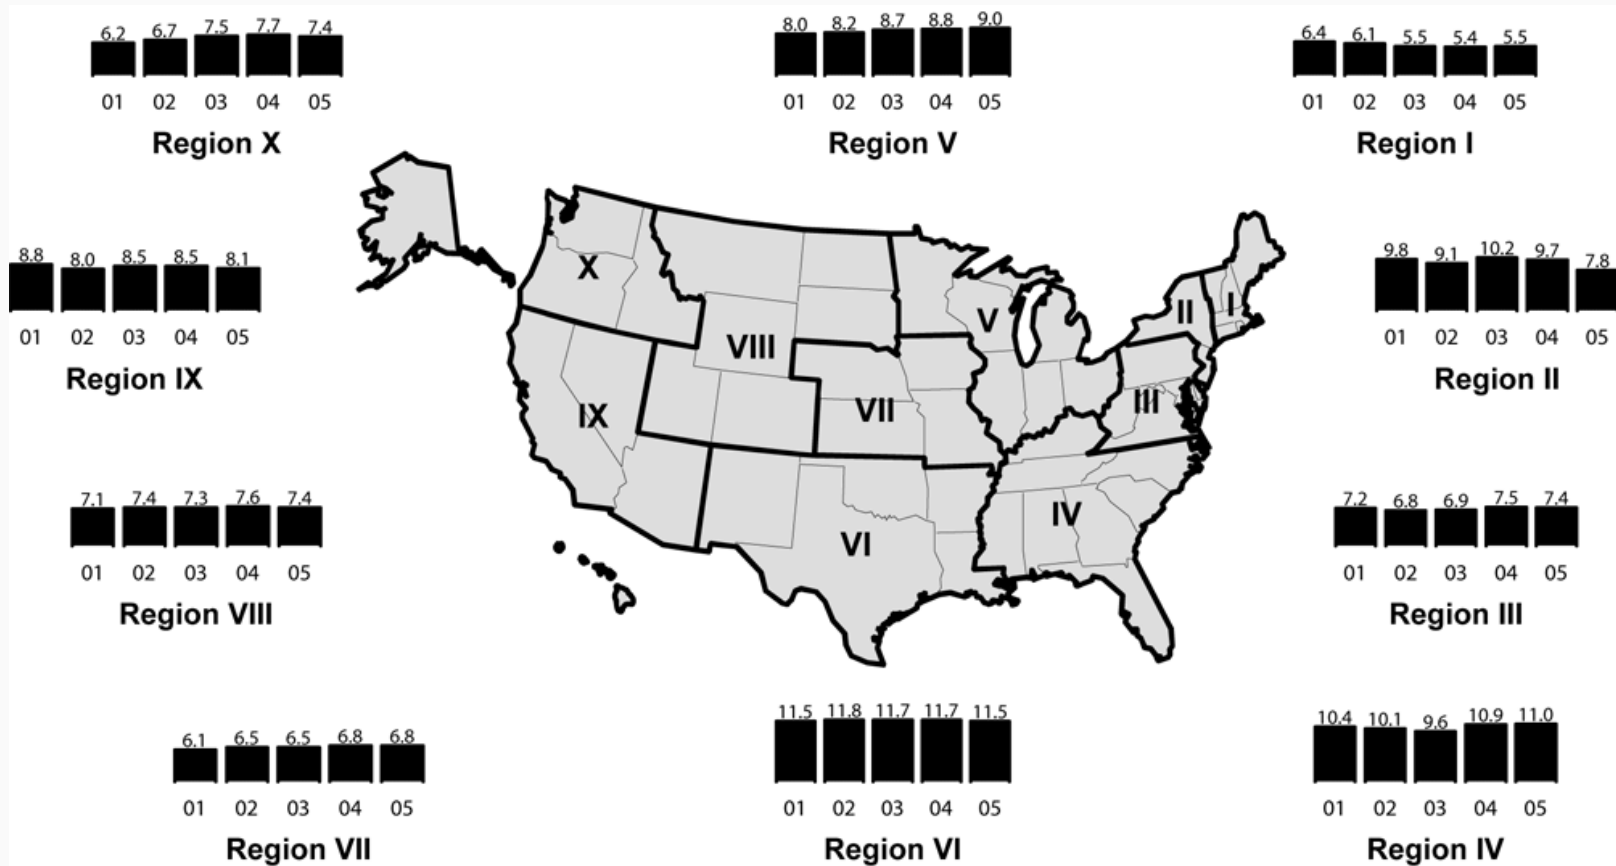 6.2 6.7 7.5 7.7 7.4
01 02 03 04 05
Region X
8.0 8.2 8.7 8.8 9.0
01 02 03 04 05
Region V
6.4 6.1 5.5 5.4 5.5
01 02 03 04 05
Region I
8.8 8.0 8.5 8.5 8.1
01 02 03 04 05
Region IX
9.8 9.1 10.2 9.7 7.8
01 02 03 04 05
Region II
X
V
II
I
VIII
III
VII
IX
IV
VI
7.1 7.4 7.3 7.6 7.4
01 02 03 04 05
Region VIII
7.2 6.8 6.9 7.5 7.4
01 02 03 04 05
Region III
6.1 6.5 6.5 6.8 6.8
01 02 03 04 05
Region VII
11.5 11.8 11.7 11.7 11.5
01 02 03 04 05
Region VI
10.4 10.1 9.6 10.9 11.0
01 02 03 04 05
Region IV